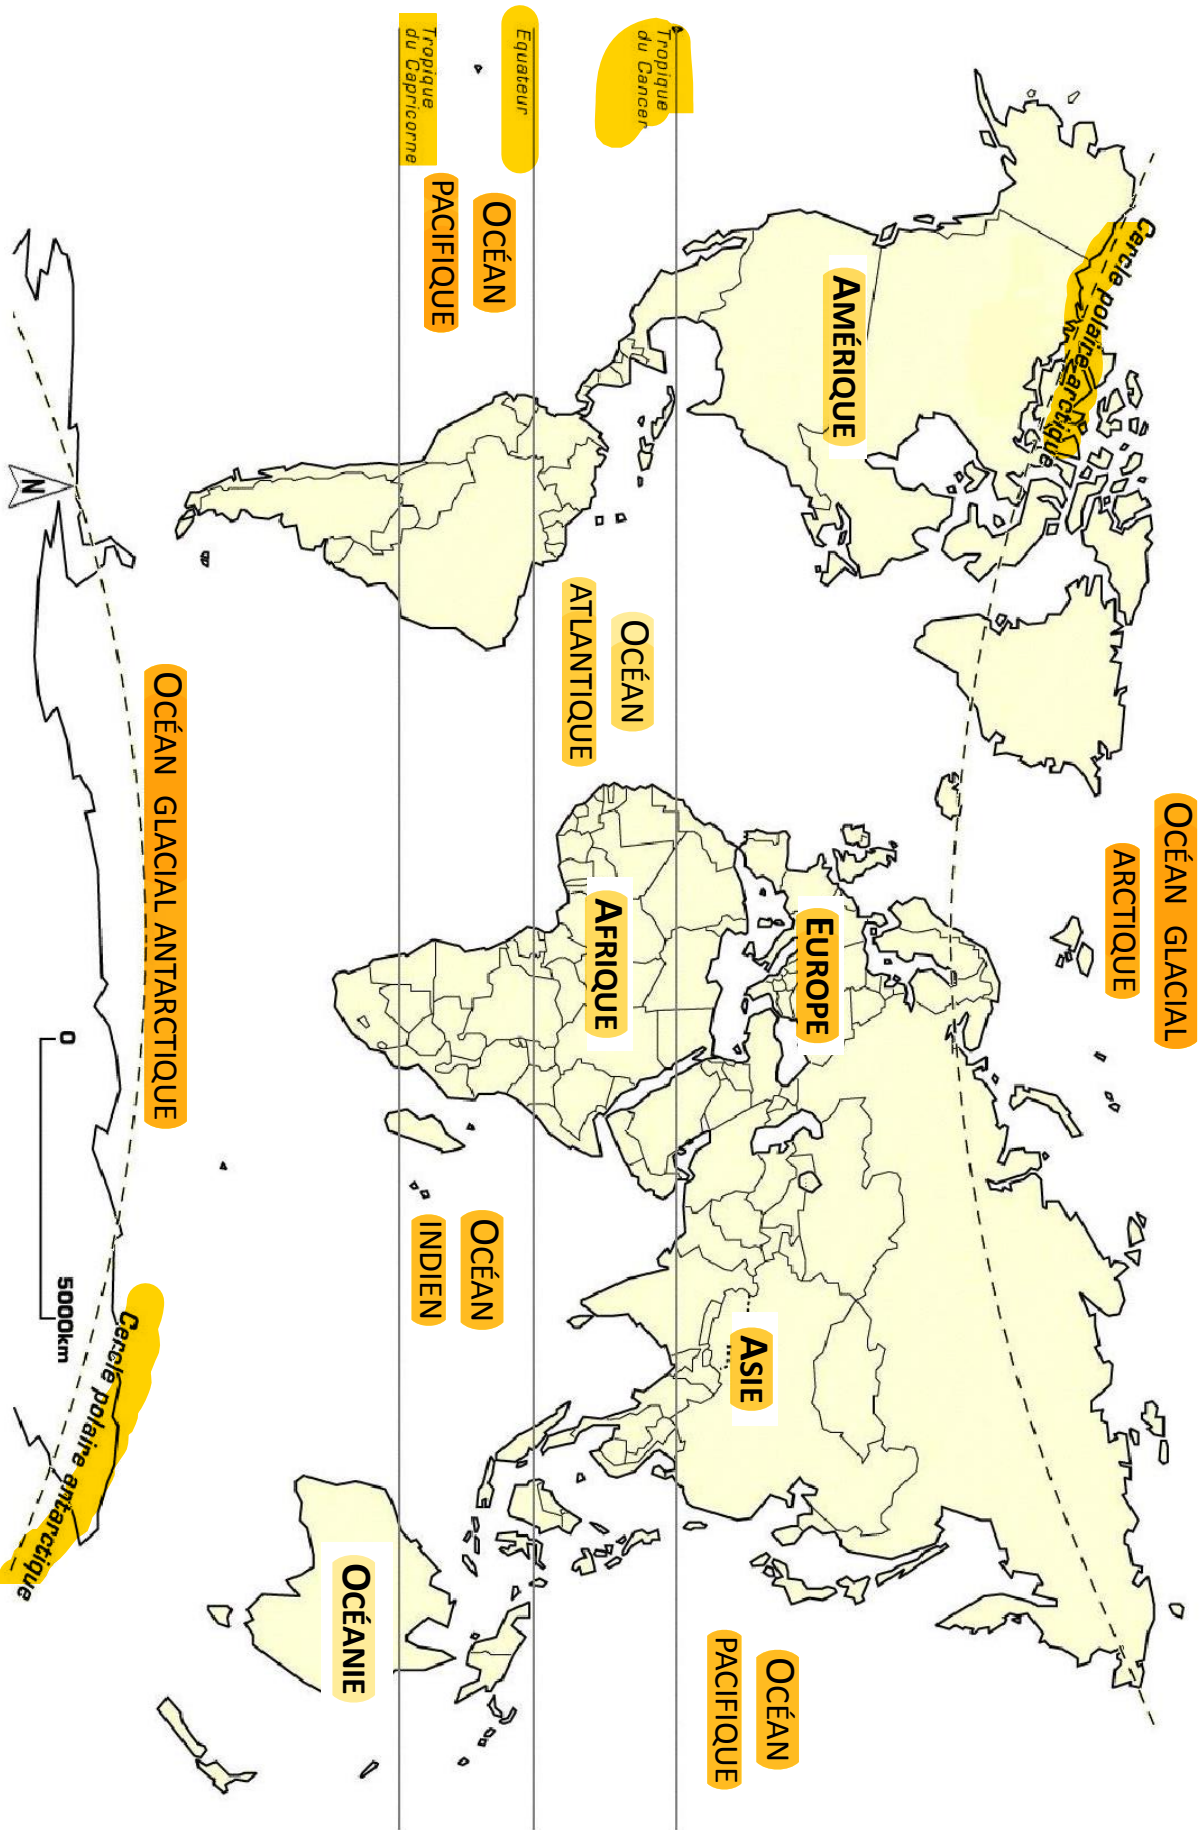 Cercle polaire arctique
OCÉAN GLACIAL
ARCTIQUE
AMÉRIQUE
EUROPE
ASIE
OCÉAN
PACIFIQUE
Tropique
du Cancer
OCÉAN
ATLANTIQUE
AFRIQUE
Equateur
OCÉAN
PACIFIQUE
OCÉAN
INDIEN
Tropique
du Capricorne
OCÉANIE
OCÉAN GLACIAL ANTARCTIQUE
Cercle polaire antarctique
N
0 5000km